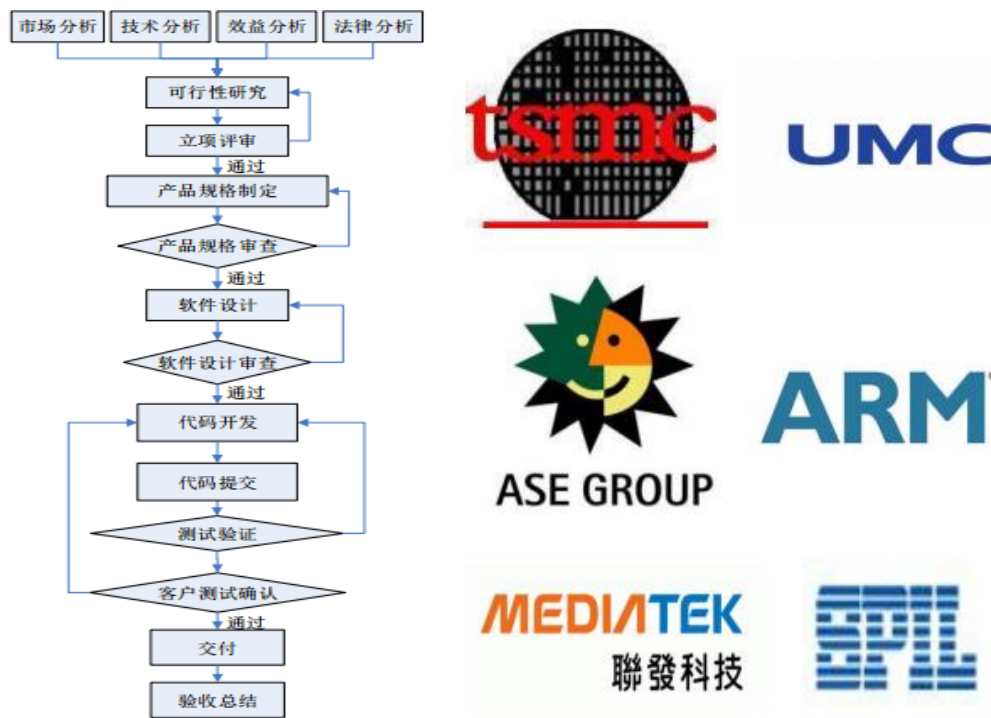 市场分析
技术分析
效益分析
法律分析
可行性研究
立项评审
通过
产品规格制定
产品规格审查
通过
软件设计
软件设计审查
通过
代码开发
代码提交
测试验证
客户测试确认
通过
交付
验收总结
tsmc
UMC
ASE GROUP
ARM
MEDIATEK
聯發科技
SPIL